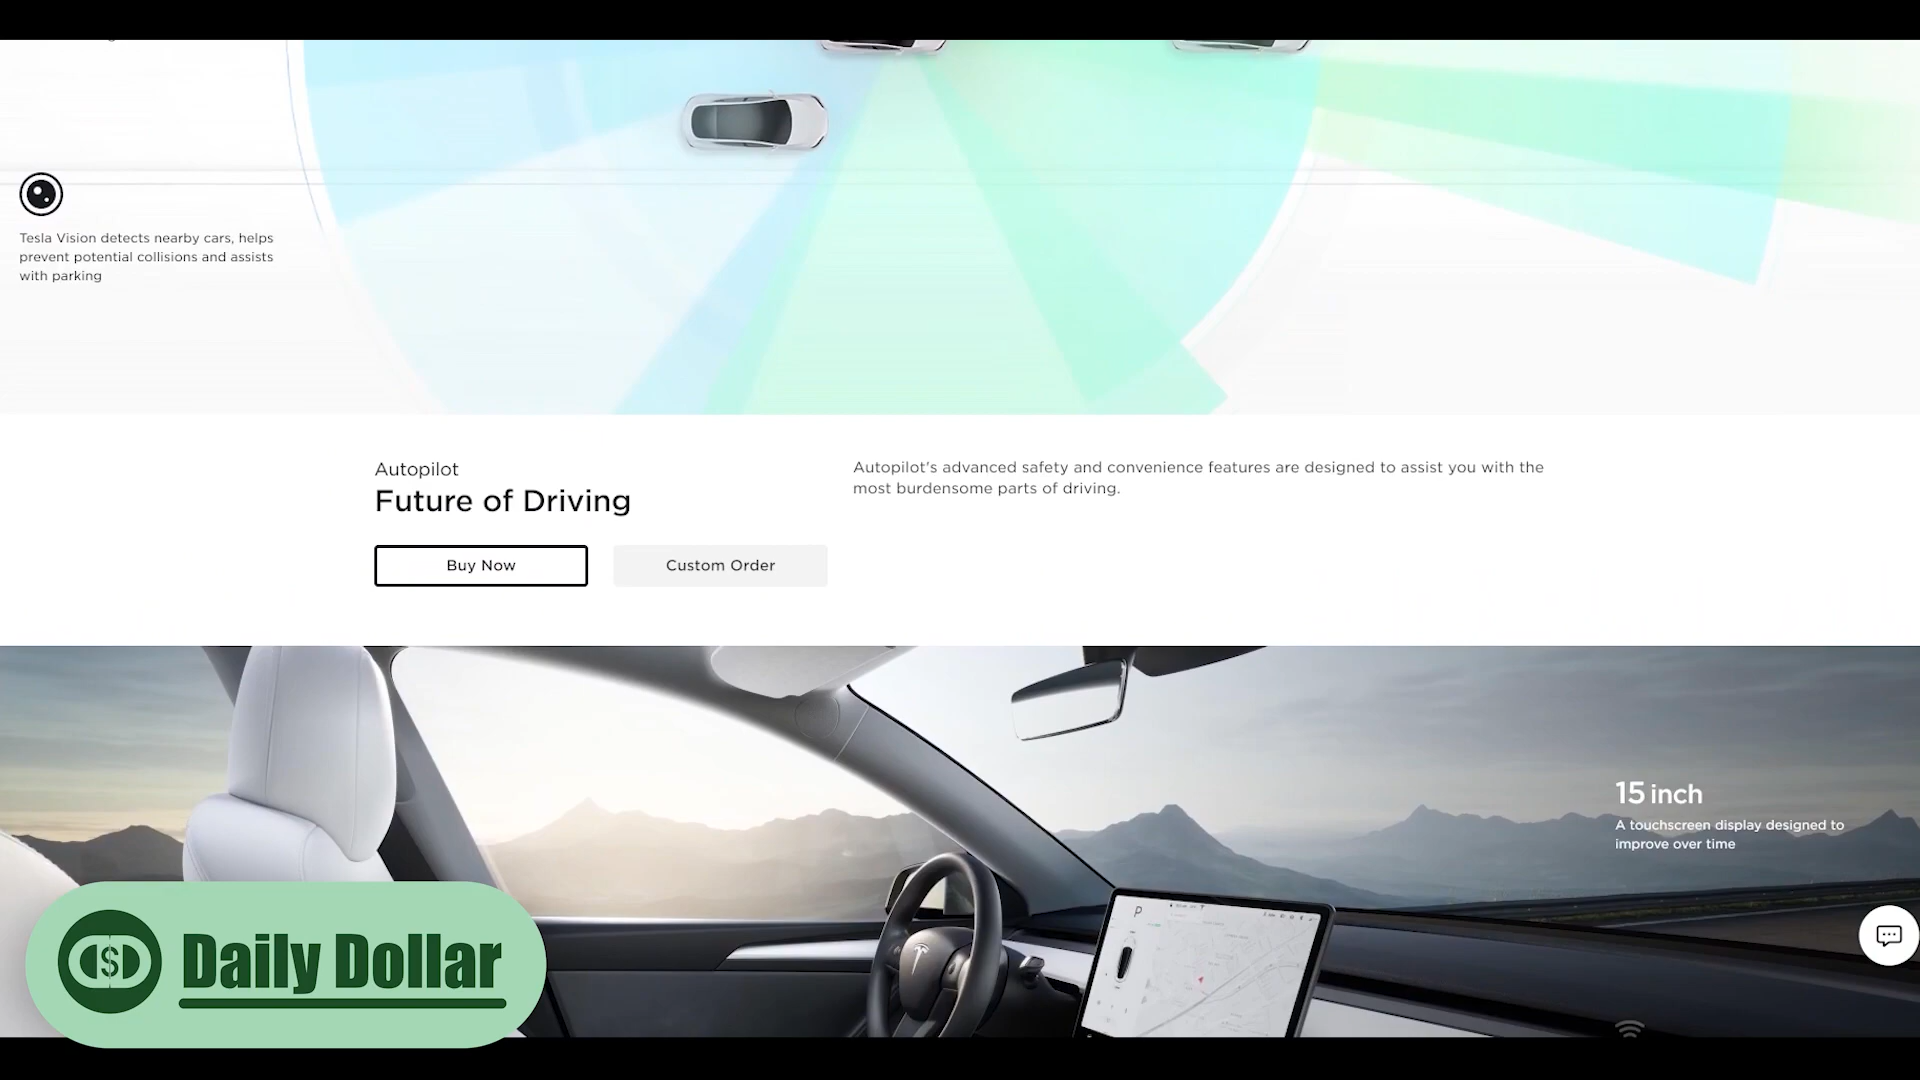 Tesla Vision detects nearby cars, helps
prevent potential collisions and assists
with parking
Autopilot
Future of Driving
Autopilot's advanced safety and convenience features are designed to assist you with the
most burdensome parts of driving.
Buy Now
Custom Order
15 inch
A touchscreen display designed to
improve over time
P
$
Daily Dollar